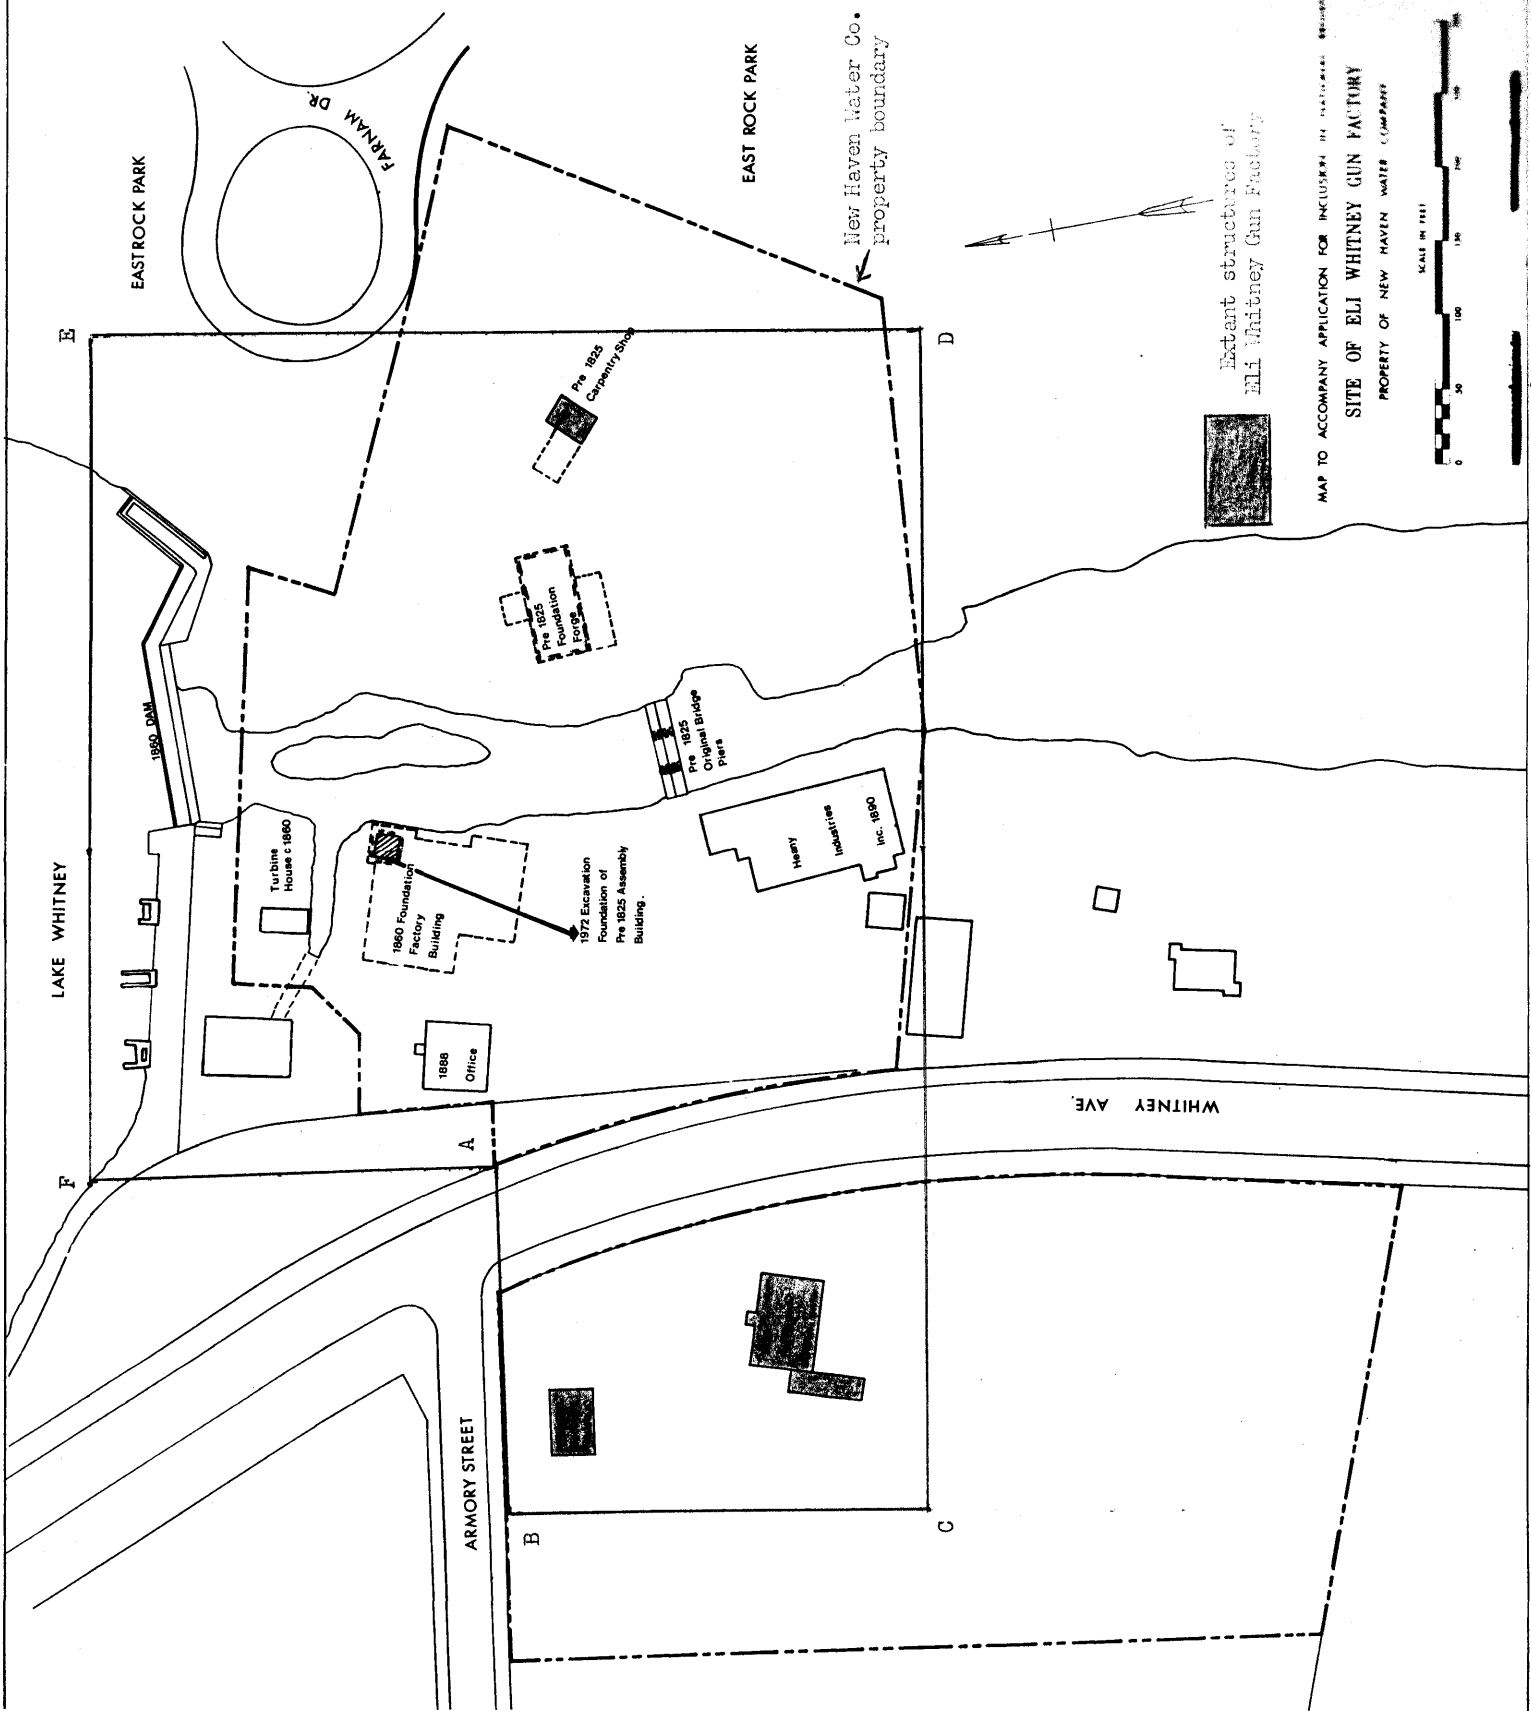 EASTROCK PARK
FARNAM DR.
EAST ROCK PARK
New Haven Water Co.
property boundary
E
D
Pre 1825
Carpentry Shop
Pre 1825
Foundation
Forge
1860 DAM
Pre 1825
Original Bridge
Piers
LAKE WHITNEY
Turbine
House c 1860
1860 Foundation
Factory
Building
1972 Excavation
Foundation of
Pre 1825 Assembly
Building.
Heany
Industries
Inc. 1890
1888
Office
WHITNEY AVE.
A
F
ARMORY STREET
B
C
Extant structures of
Eli Whitney Gun Factory
MAP TO ACCOMPANY APPLICATION FOR INCLUSION IN
SITE OF ELI WHITNEY GUN FACTORY
PROPERTY OF NEW HAVEN WATER COMPANY
SCALE IN FEET
0 50 100 150 200